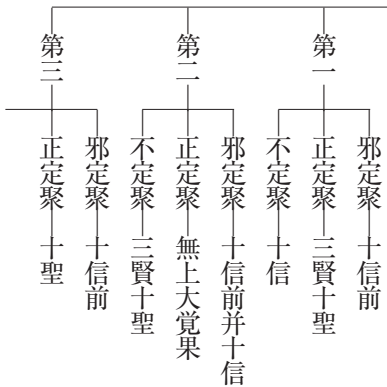 第一
邪定聚 十信前
正定聚 三賢十聖
不定聚 十信
第二
邪定聚 十信前并十信
正定聚 無上大覚果
不定聚 三賢十聖
第三
邪定聚 十信前
正定聚 十聖